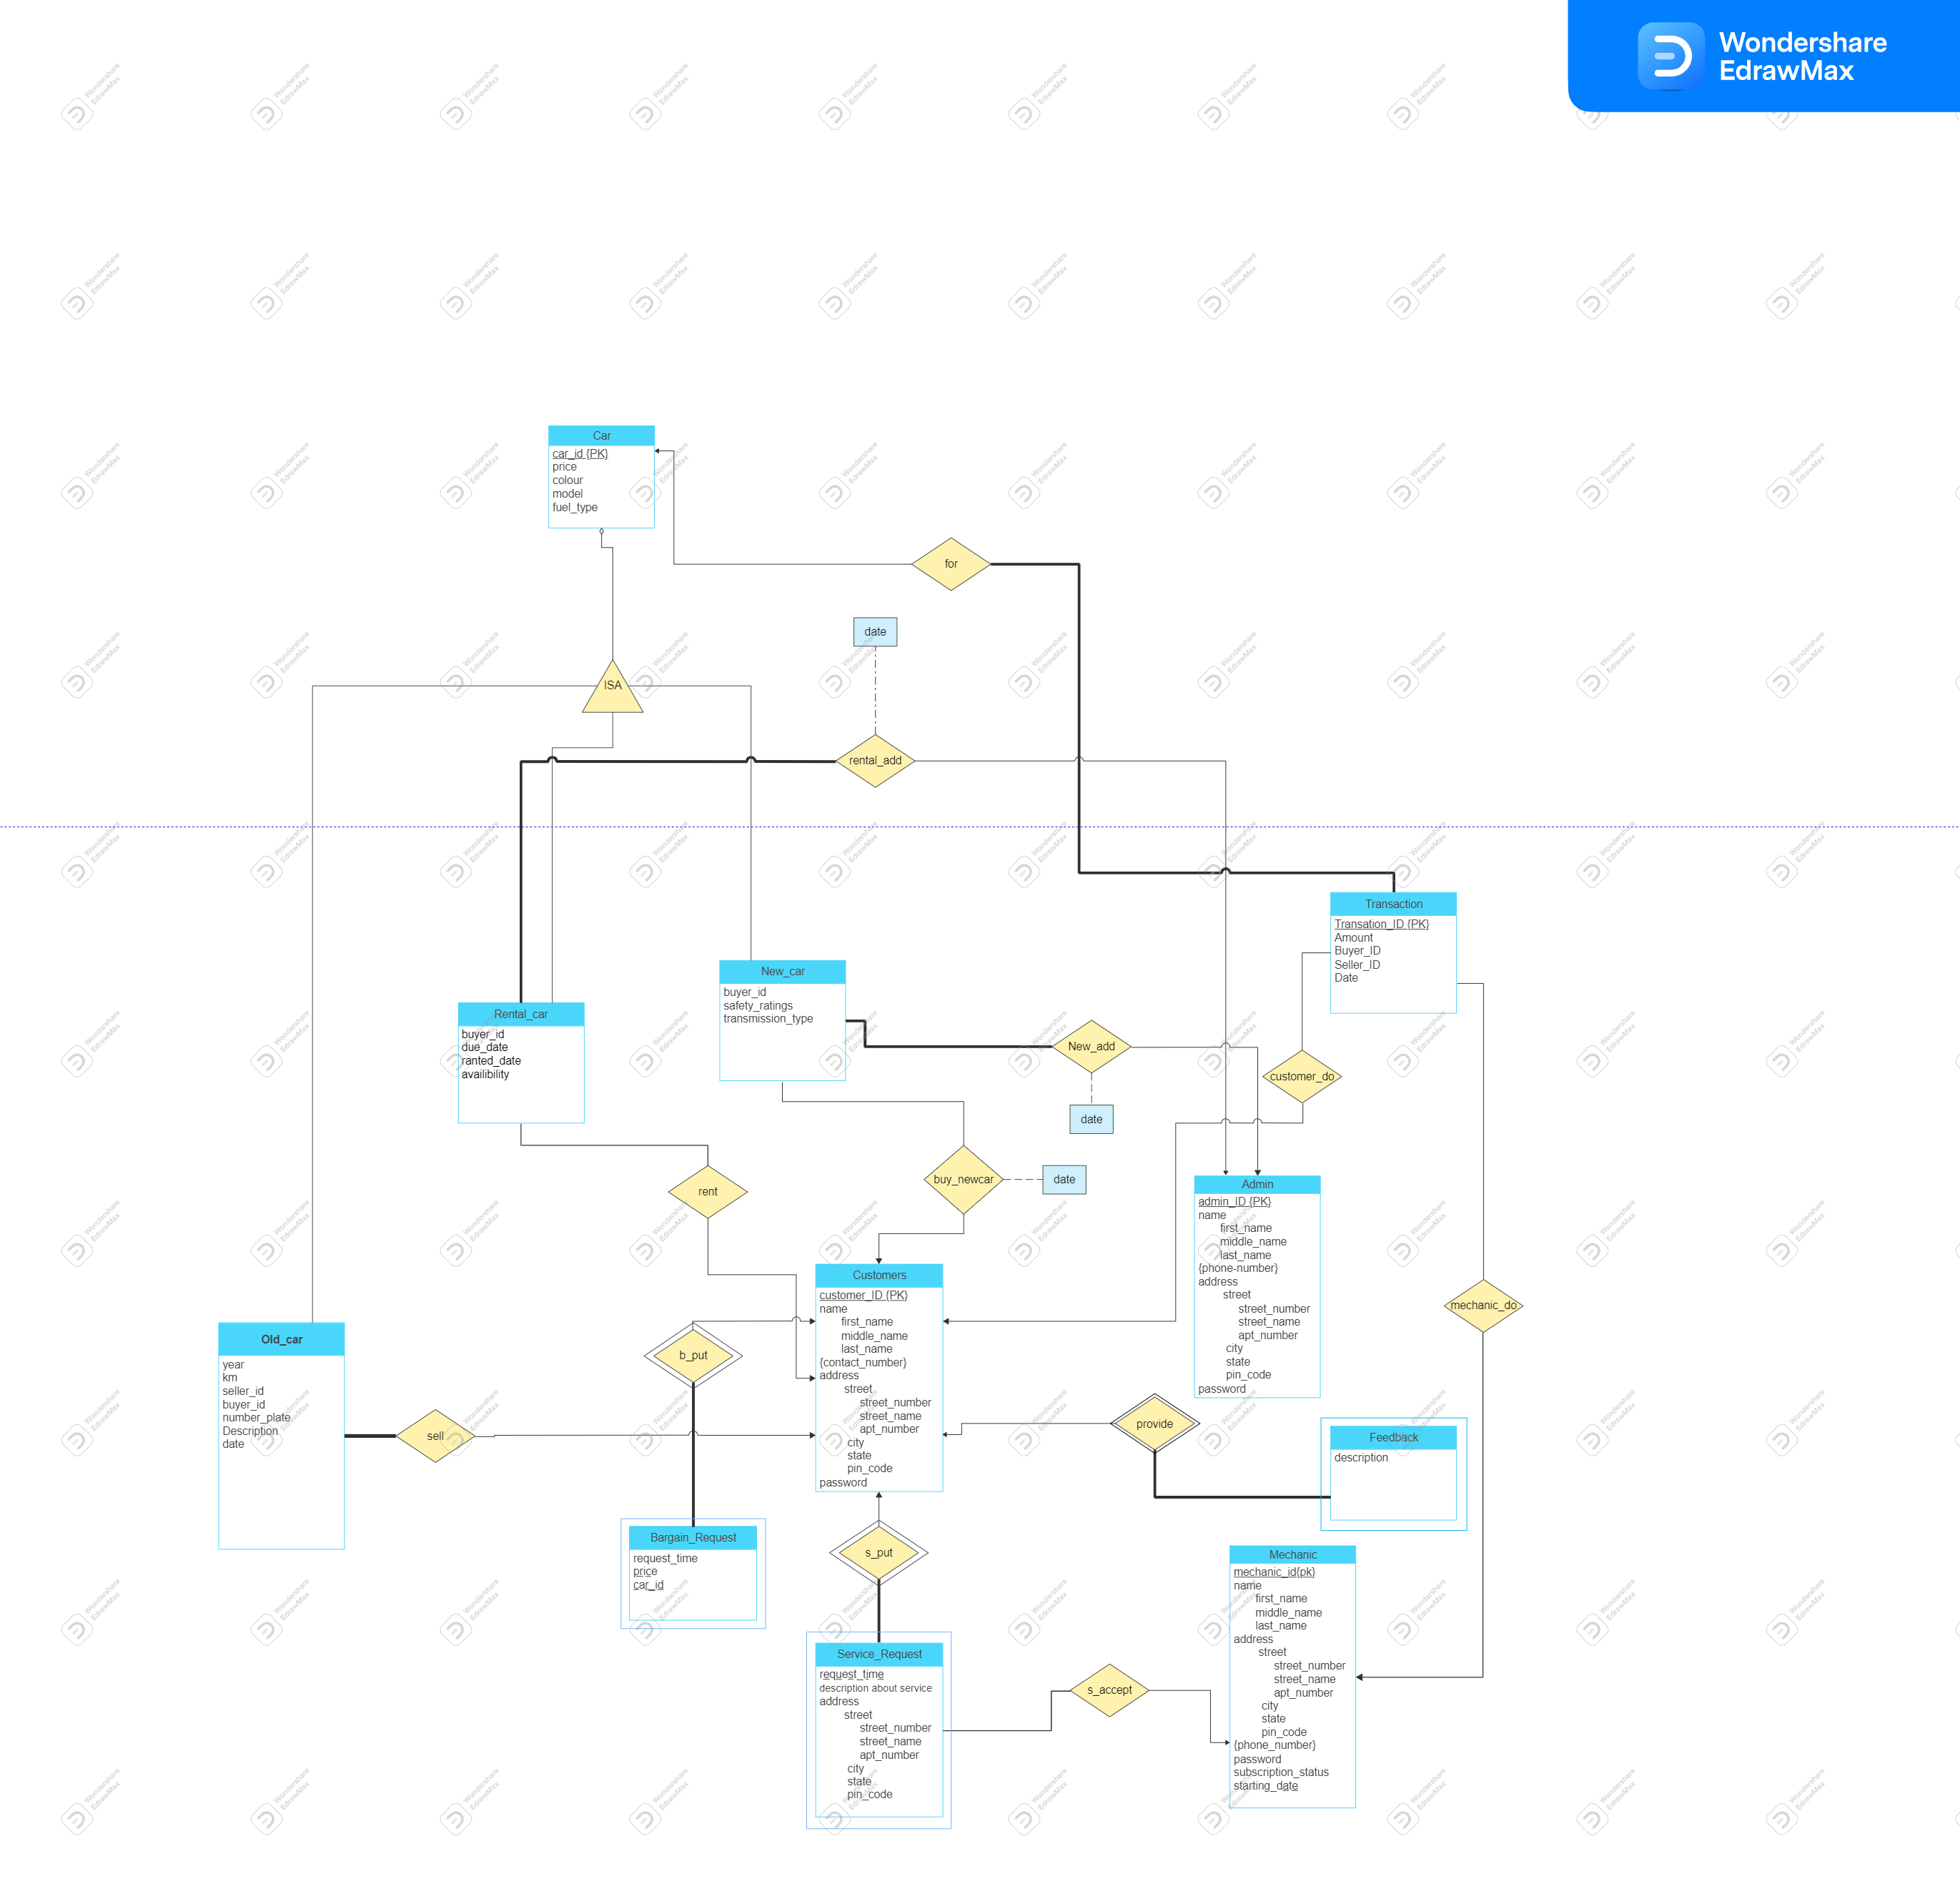 Wondershare
EdrawMax
Car
car_id {PK}
price
colour
model
fuel_type
for
date
ISA
rental_add
Transaction
Transation_ID {PK}
Amount
Buyer_ID
Seller_ID
Date
New_car
buyer_id
safety_ratings
transmission_type
Rental_car
buyer_id
due_date
ranted_date
availibility
New_add
date
customer_do
rent
buy_newcar
date
Admin
admin_ID {PK}
name
first_name
middle_name
last_name
{phone-number}
address
street
street_number
street_name
apt_number
city
state
pin_code
password
Customers
customer_ID {PK}
name
first_name
middle_name
last_name
{contact_number}
address
street
street_number
street_name
apt_number
city
state
pin_code
password
mechanic_do
Old_car
year
km
seller_id
buyer_id
number_plate
Description
date
b_put
sell
provide
Feedback
description
Bargain_Request
request_time
price
car_id
s_put
Mechanic
mechanic_id{pk}
name
first_name
middle_name
last_name
address
street
street_number
street_name
apt_number
city
state
pin_code
{phone_number}
password
subscription_status
starting_date
Service_Request
request_time
description about service
address
street
street_number
street_name
apt_number
city
state
pin_code
s_accept